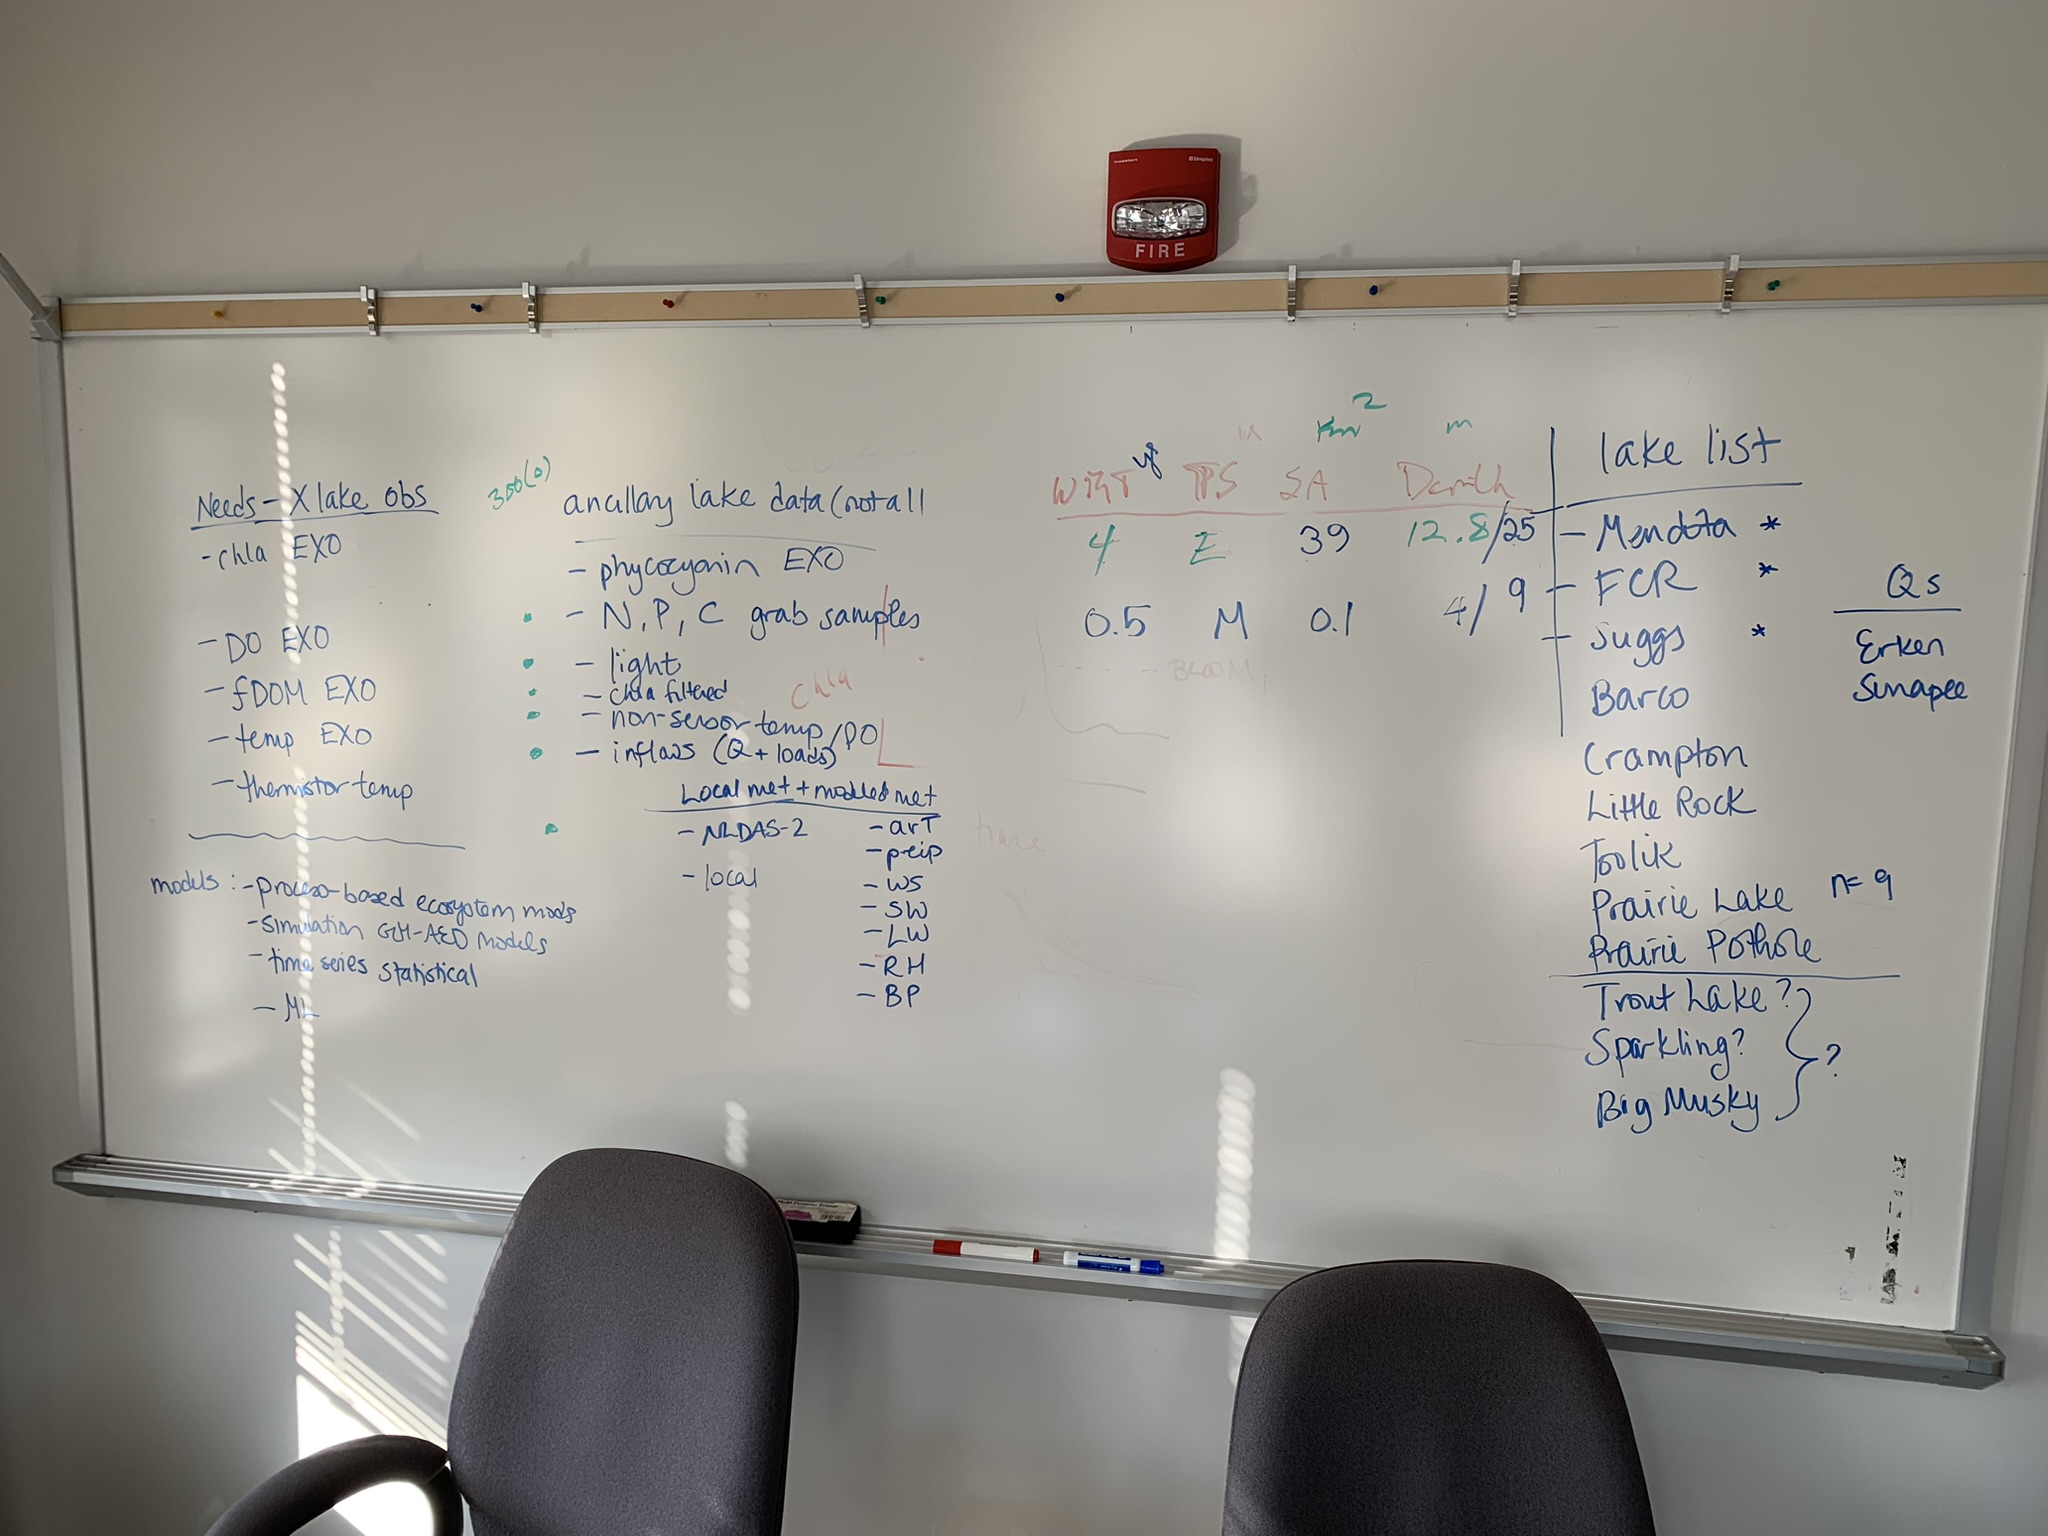 Simplex
FIRE
Needs - X lake obs
- chla EXO
- DO EXO
- fDOM EXO
- temp EXO
- thermistor temp
models: - process-based ecosystem mods
- simulation GLM-AED models
- time series statistical
- ML
ancillary lake data (not all
- phycocyanin EXO
- N, P, C grab samples
- light
- chla filtered
chla
- non-sensor temp/DO
- inflows (Q + loads)
Local met + modeled met
- NLDAS-2
- local
- airT
- precip
- WS
- SW
- LW
- RH
- BP
km2 m
WRT yr TPS SA Depth
4 E 39 12.8/25
0.5 M 0.1 4/9
BLOOM
lake list
- Mendota *
- FCR *
- Suggs *
Barco
Crampton
Little Rock
Toolik
Prairie Lake n=9
Prairie Pothole
Trout Lake?
Sparkling? ?
Big Musky
Qs
Erken
Sunapee